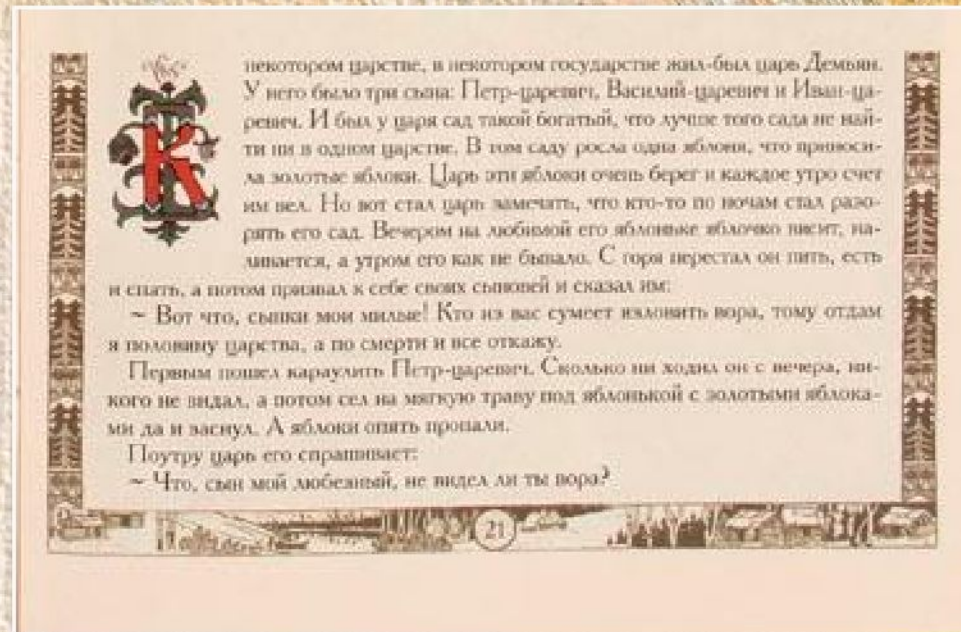 К
некотором царстве, в некотором государстве жил-был царь Демьян.
У него было три сына: Петр-царевич, Василий-царевич и Иван-ца-
ревич. И был у царя сад такой богатый, что лучше того сада не най-
ти ни в одном царстве. В том саду росла одна яблоня, что приноси-
ла золотые яблоки. Царь эти яблоки очень берег и каждое утро счет
им вел. Но вот стал царь замечать, что кто-то по ночам стал разо-
рять его сад. Вечером на любимой его яблоньке яблочко висит, на-
ливается, а утром его как не бывало. С горя перестал он пить, есть
и спать, а потом призвал к себе своих сыновей и сказал им:
~ Вот что, сынки мои милые! Кто из вас сумеет изловить вора, тому отдам
я половину царства, а по смерти и все откажу.
Первым пошел караулить Петр-царевич. Сколько ни ходил он с вечера, ни-
кого не видал, а потом сел на мягкую траву под яблонькой с золотыми яблока-
ми да и заснул. А яблоки опять пропали.
Поутру царь его спрашивает:
~ Что, сын мой любезный, не видел ли ты вора?
21